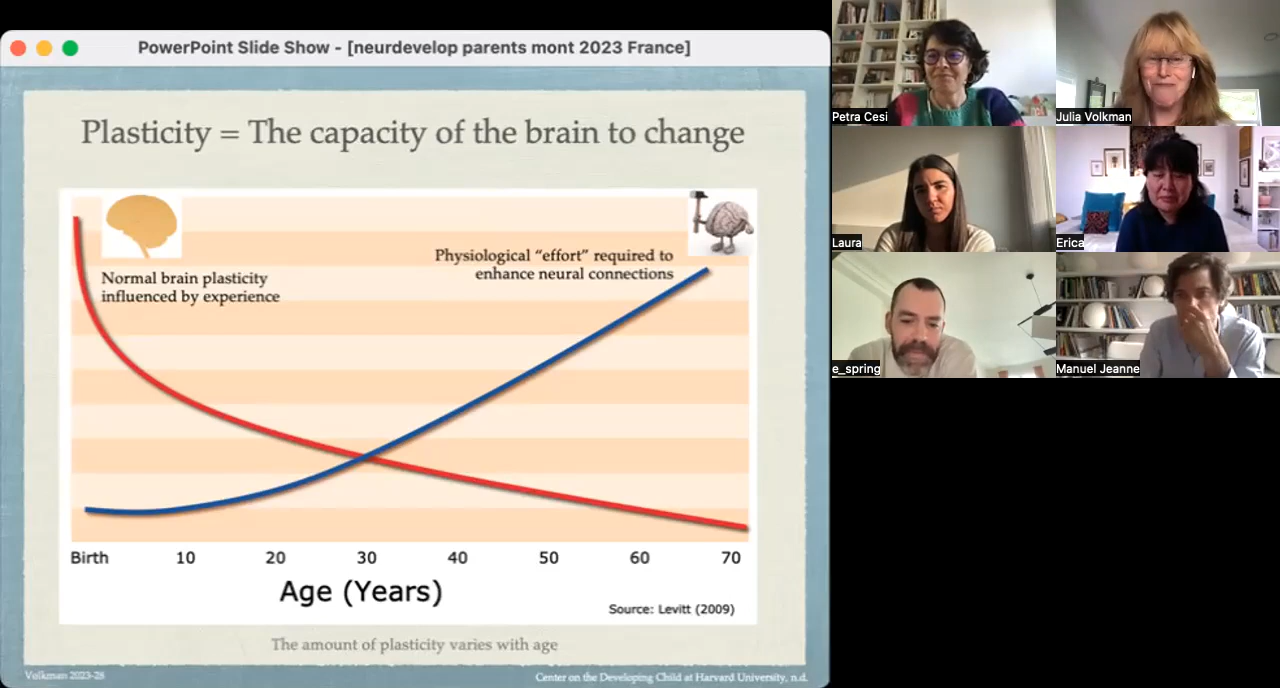 PowerPoint Slide Show - [neurdevelop parents mont 2023 France]
Plasticity = The capacity of the brain to change
Normal brain plasticity
influenced by experience
Physiological “effort” required to
enhance neural connections
Birth 10 20 30 40 50 60 70
Age (Years)
Source: Levitt (2009)
The amount of plasticity varies with age
Volkman 2023-28
Center on the Developing Child at Harvard University, n.d.
Petra Cesi
Julia Volkman
Laura
Erica
e_spring
Manuel Jeanne